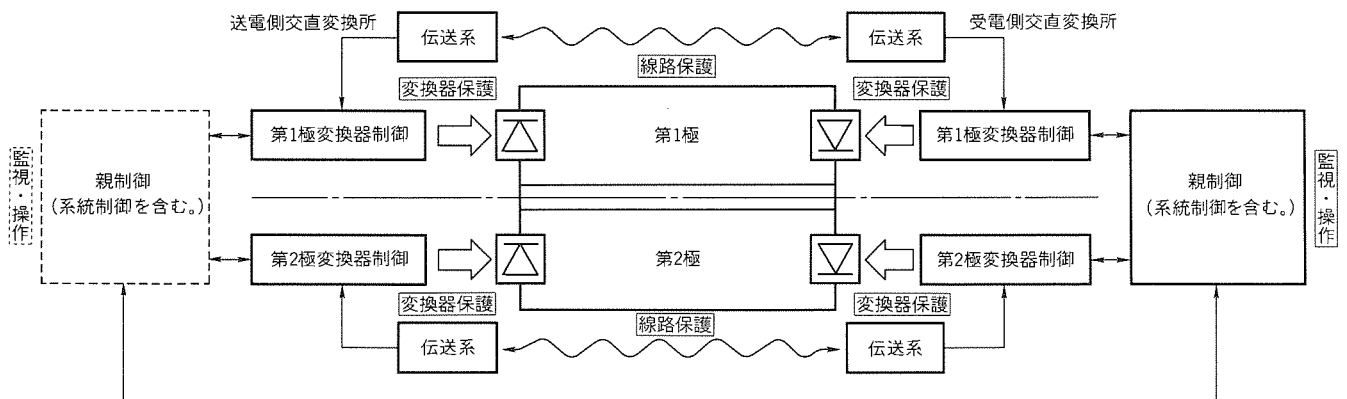 送電側交直変換所
伝送系
伝送系
受電側交直変換所
線路保護
変換器保護
変換器保護
第1極変換器制御
第1極
第1極変換器制御
監視・操作
親制御
(系統制御を含む。)
親制御
(系統制御を含む。)
監視・操作
第2極変換器制御
第2極
第2極変換器制御
変換器保護
変換器保護
線路保護
伝送系
伝送系